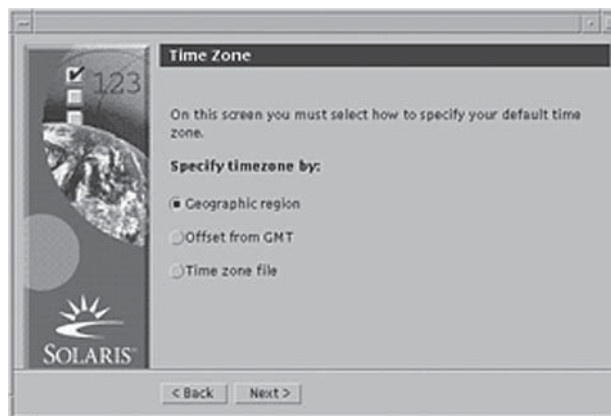 Time Zone
123
On this screen you must select how to specify your default time
zone.
Specify timezone by:
Geographic region
Offset from GMT
Time zone file
SOLARIS™
< Back
Next >